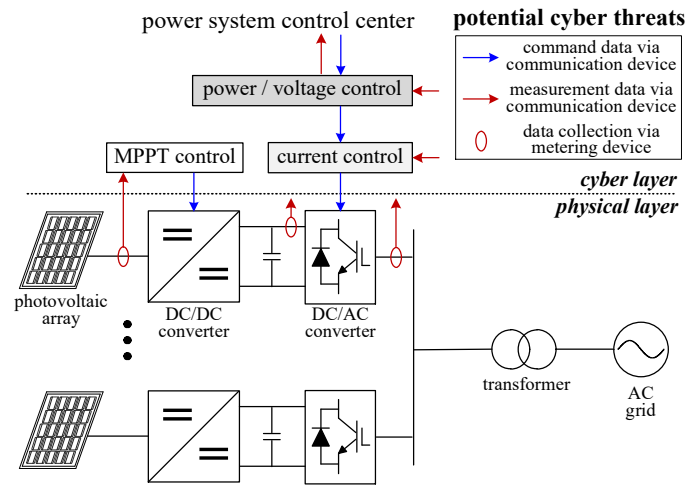 power system control center
potential cyber threats
command data via
communication device
measurement data via
communication device
data collection via
metering device
power / voltage control
MPPT control
current control
cyber layer
physical layer
photovoltaic
array
DC/DC
converter
DC/AC
converter
transformer
AC
grid